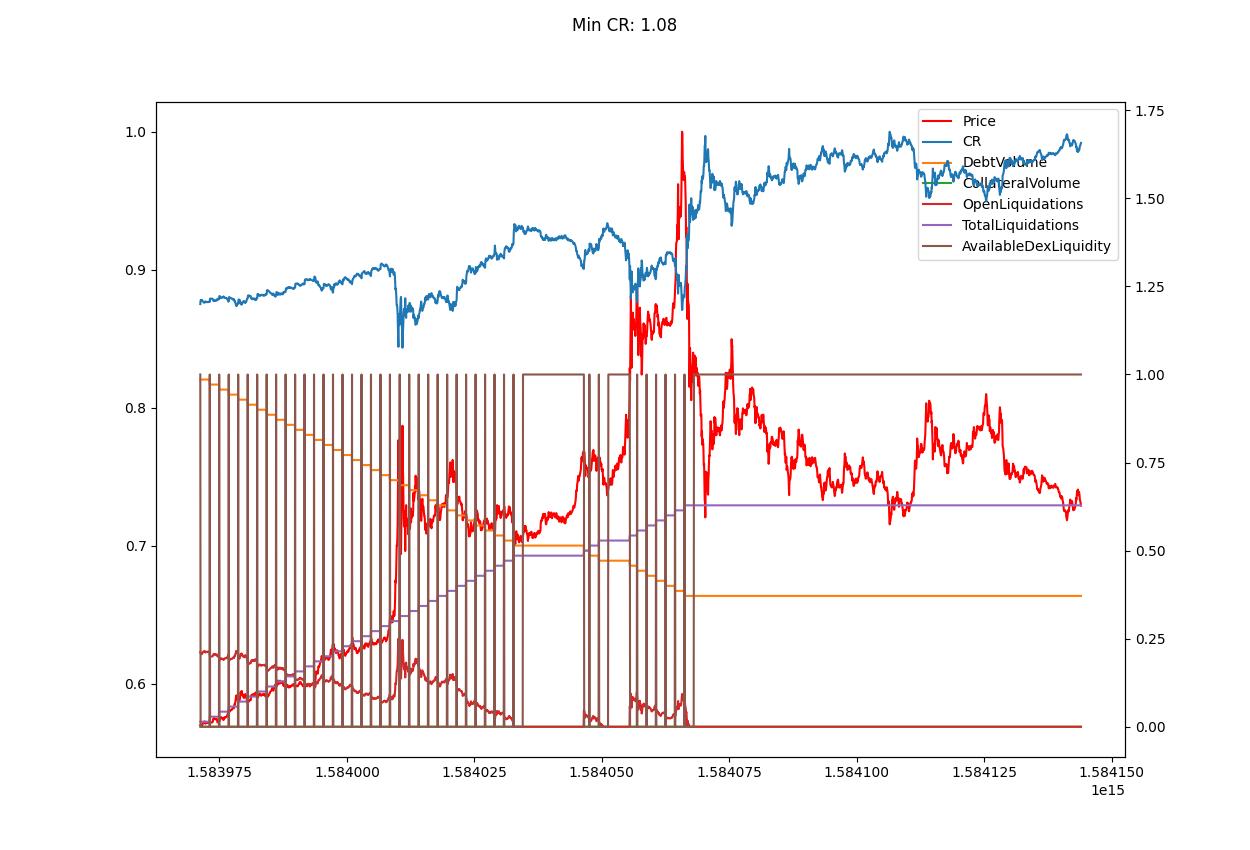 Min CR: 1.08
1.0
0.9
0.8
0.7
0.6
1.75
1.50
1.25
1.00
0.75
0.50
0.25
0.00
Price
CR
DebtVolume
CollateralVolume
OpenLiquidations
TotalLiquidations
AvailableDexLiquidity
1.583975 1.584000 1.584025 1.584050 1.584075 1.584100 1.584125 1.584150
1e15